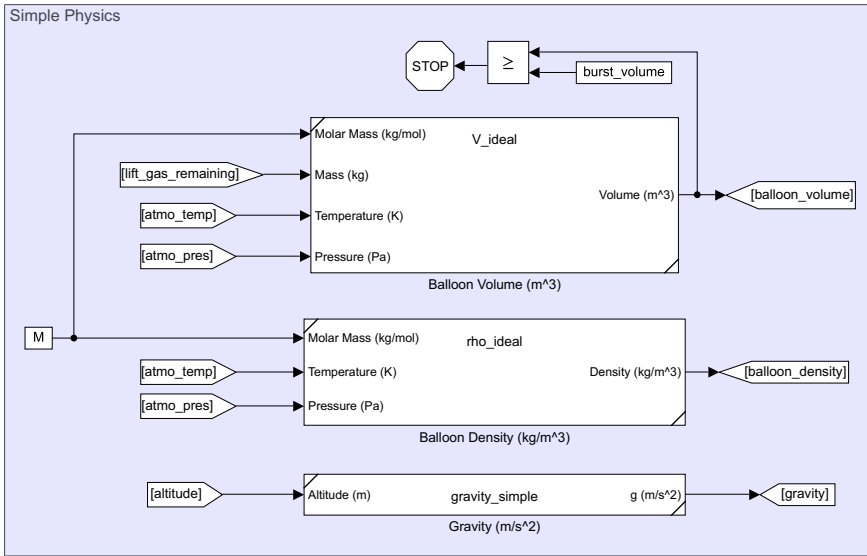 Simple Physics
STOP
≥
burst_volume
Molar Mass (kg/mol)
V_ideal
[lift_gas_remaining]
Mass (kg)
Volume (m^3)
[balloon_volume]
[atmo_temp]
Temperature (K)
[atmo_pres]
Pressure (Pa)
Balloon Volume (m^3)
M
Molar Mass (kg/mol)
rho_ideal
[atmo_temp]
Temperature (K)
Density (kg/m^3)
[balloon_density]
[atmo_pres]
Pressure (Pa)
Balloon Density (kg/m^3)
[altitude]
Altitude (m)
gravity_simple
g (m/s^2)
[gravity]
Gravity (m/s^2)